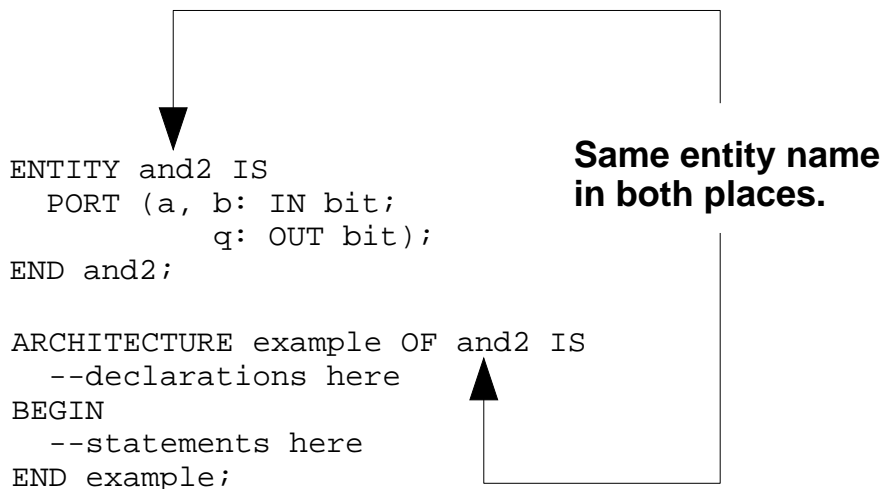 ENTITY and2 IS
PORT (a, b: IN bit;
q: OUT bit);
END and2;
Same entity name
in both places.
ARCHITECTURE example OF and2 IS
--declarations here
BEGIN
--statements here
END example;